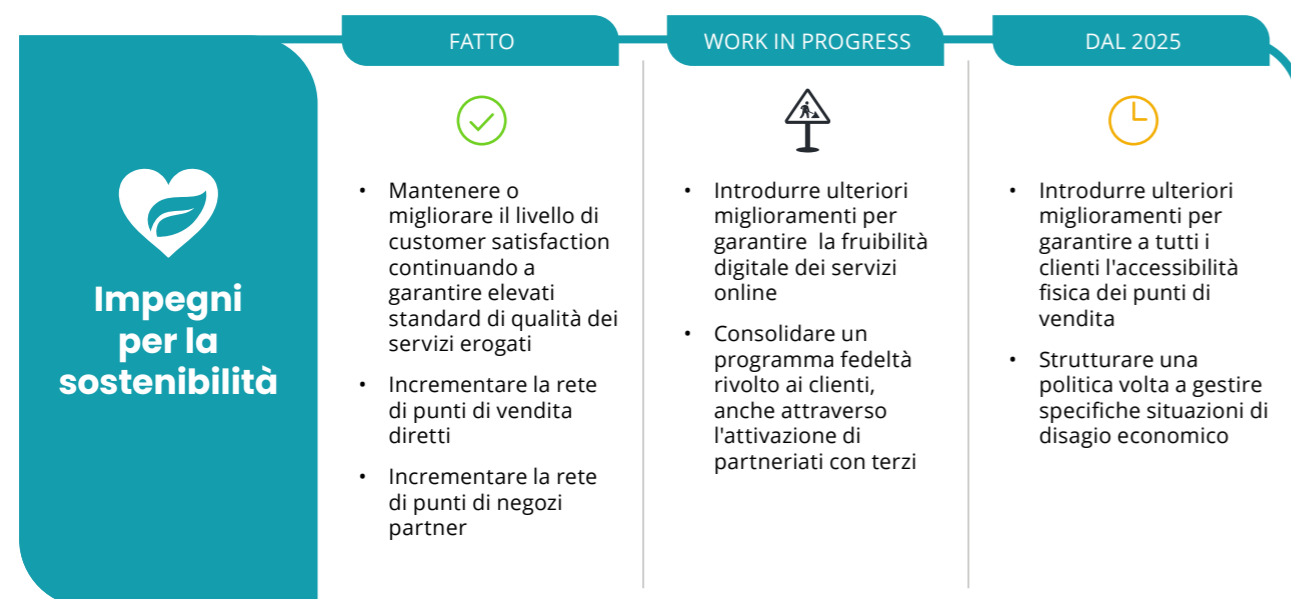 Impegni
per la
sostenibilità
FATTO
• Mantenere o
migliorare il livello di
customer satisfaction
continuando a
garantire elevati
standard di qualità dei
servizi erogati
• Incrementare la rete
di punti di vendita
diretti
• Incrementare la rete
di punti di negozi
partner
WORK IN PROGRESS
• Introdurre ulteriori
miglioramenti per
garantire  la fruibilità
digitale dei servizi
online
• Consolidare un
programma fedeltà
rivolto ai clienti,
anche attraverso
l'attivazione di
partneriati con terzi
DAL 2025
• Introdurre ulteriori
miglioramenti per
garantire a tutti i
clienti l'accessibilità
fisica dei punti di
vendita
• Strutturare una
politica volta a gestire
specifiche situazioni di
disagio economico